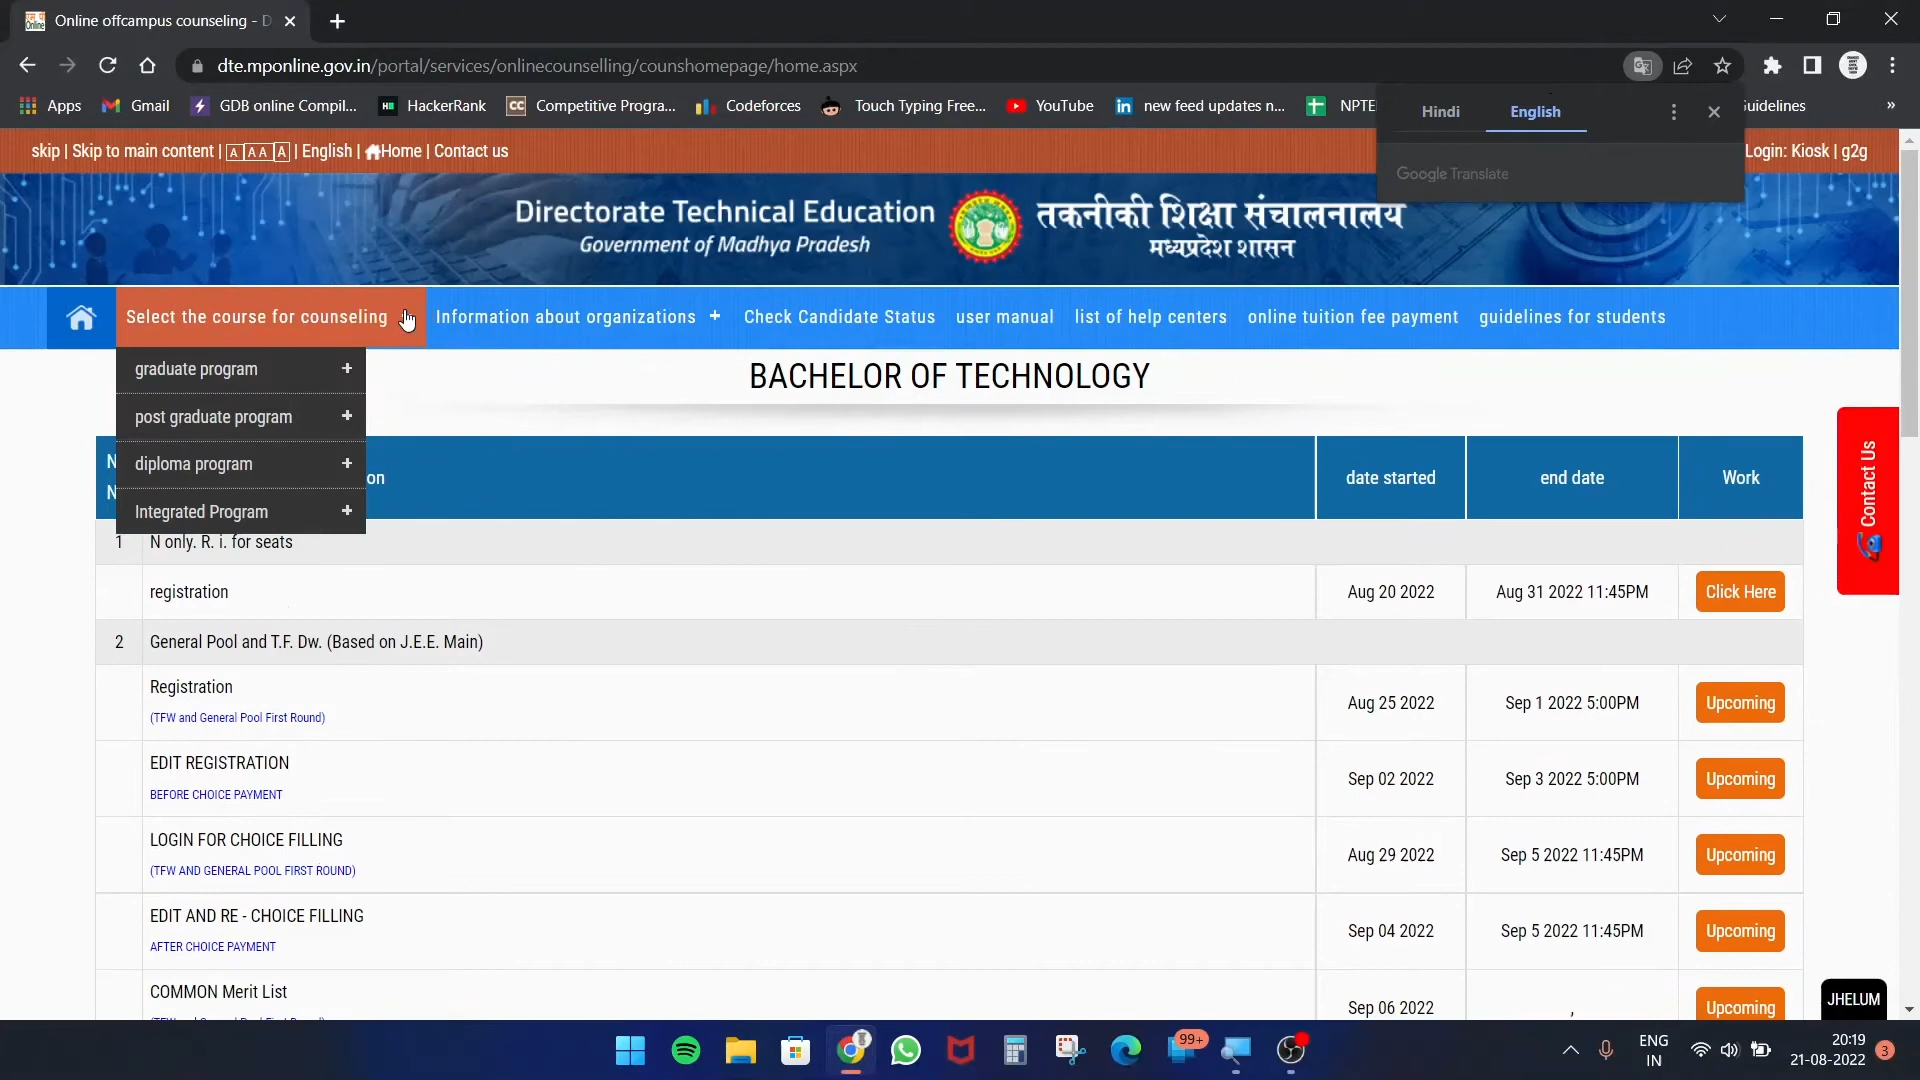 Online offcampus counseling - D
dte.mponline.gov.in/portal/services/onlinecounselling/counshomepage/home.aspx
Apps Gmail GDB online Compil... HackerRank Competitive Progra... Codeforces Touch Typing Free... YouTube new feed updates n... NPTE Guidelines »
Hindi English
Google Translate
skip | Skip to main content | A A A A | English | Home | Contact us
Login: Kiosk | g2g
Directorate Technical Education
Government of Madhya Pradesh
तकनीकी शिक्षा संचालनालय
मध्यप्रदेश शासन
Select the course for counseling Information about organizations + Check Candidate Status user manual list of help centers online tuition fee payment guidelines for students
graduate program +
post graduate program +
diploma program +
Integrated Program +
BACHELOR OF TECHNOLOGY
on date started end date Work
1 N only. R. i. for seats
registration Aug 20 2022 Aug 31 2022 11:45PM Click Here
2 General Pool and T.F. Dw. (Based on J.E.E. Main)
Registration
(TFW and General Pool First Round)
Aug 25 2022 Sep 1 2022 5:00PM Upcoming
EDIT REGISTRATION
BEFORE CHOICE PAYMENT
Sep 02 2022 Sep 3 2022 5:00PM Upcoming
LOGIN FOR CHOICE FILLING
(TFW AND GENERAL POOL FIRST ROUND)
Aug 29 2022 Sep 5 2022 11:45PM Upcoming
EDIT AND RE - CHOICE FILLING
AFTER CHOICE PAYMENT
Sep 04 2022 Sep 5 2022 11:45PM Upcoming
COMMON Merit List
Sep 06 2022 , Upcoming
Contact Us
JHELUM
99+
ENG
IN
20:19
21-08-2022
3